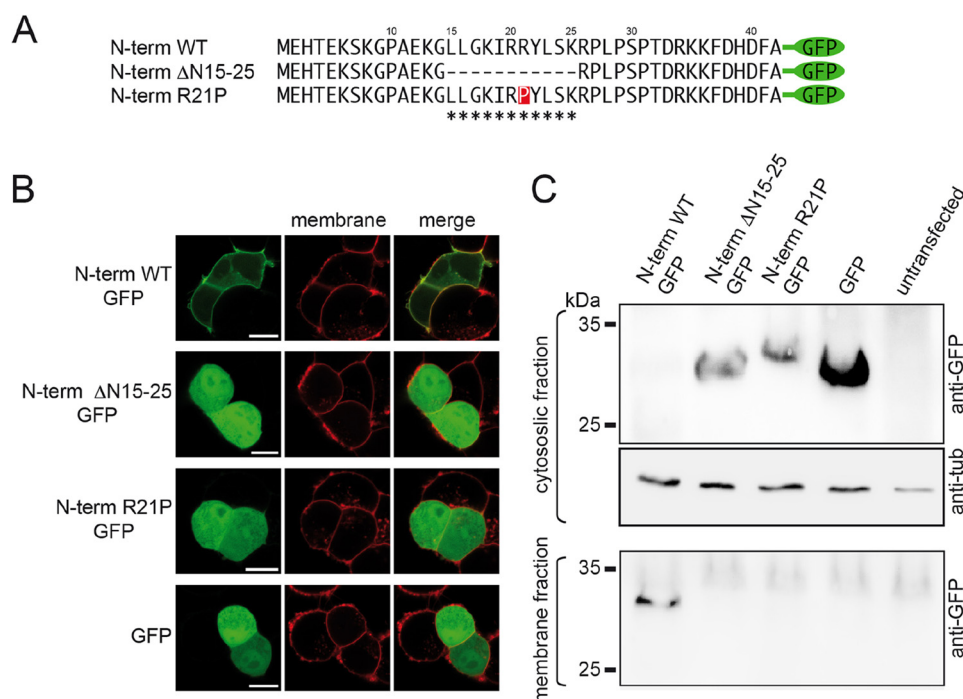 A
10 20 30 40
N-term WT MEHTEKSKGPAEKGLLGKIRRYLSKRPLPSPTDRKKFDHDFA GFP
N-term ΔN15-25 MEHTEKSKGPAEKG-----------RPLPSPTDRKKFDHDFA GFP
N-term R21P MEHTEKSKGPAEKGLLGKIRPYLSKRPLPSPTDRKKFDHDFA GFP
***********
B
membrane merge
N-term WT
GFP
N-term ΔN15-25
GFP
N-term R21P
GFP
GFP
C
N-term WT
GFP
N-term ΔN15-25
GFP
N-term R21P
GFP
GFP
untransfected
kDa
35
25
cytososlic fraction
anti-GFP
anti-tub
35
25
membrane fraction
anti-GFP